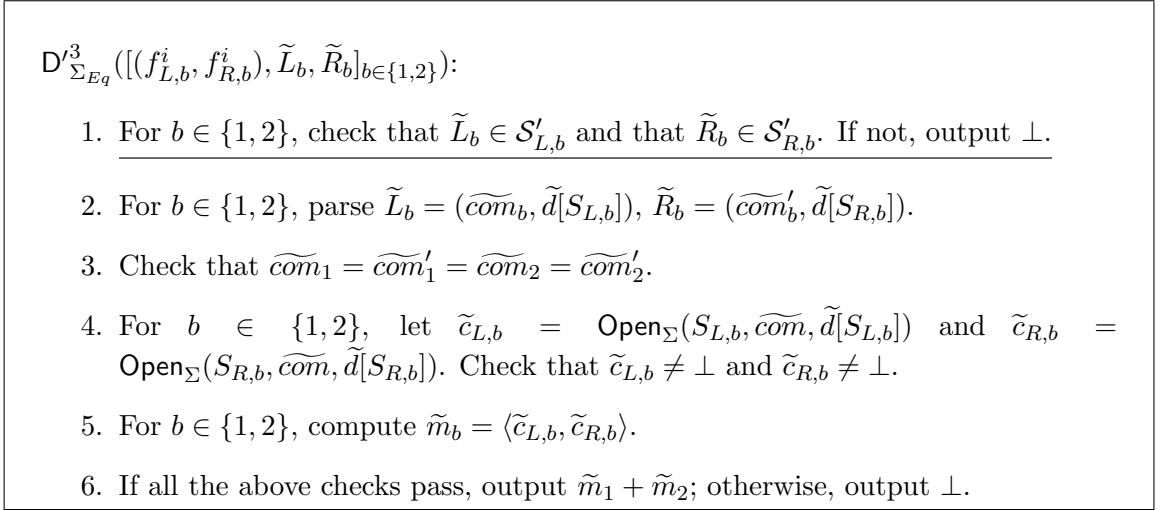 D′³_{Σ_{Eq}}([(f^i_{L,b}, f^i_{R,b}), L̃_b, R̃_b]_{b∈{1,2}}):
1. For b ∈ {1, 2}, check that L̃_b ∈ 𝒮′_{L,b} and that R̃_b ∈ 𝒮′_{R,b}. If not, output ⊥.
2. For b ∈ {1, 2}, parse L̃_b = (c͠om_b, d̃[S_{L,b}]), R̃_b = (c͠om′_b, d̃[S_{R,b}]).
3. Check that c͠om_1 = c͠om′_1 = c͠om_2 = c͠om′_2.
4. For b ∈ {1, 2}, let c̃_{L,b} = Open_Σ(S_{L,b}, c͠om, d̃[S_{L,b}]) and c̃_{R,b} =
Open_Σ(S_{R,b}, c͠om, d̃[S_{R,b}]). Check that c̃_{L,b} ≠ ⊥ and c̃_{R,b} ≠ ⊥.
5. For b ∈ {1, 2}, compute m̃_b = ⟨c̃_{L,b}, c̃_{R,b}⟩.
6. If all the above checks pass, output m̃_1 + m̃_2; otherwise, output ⊥.